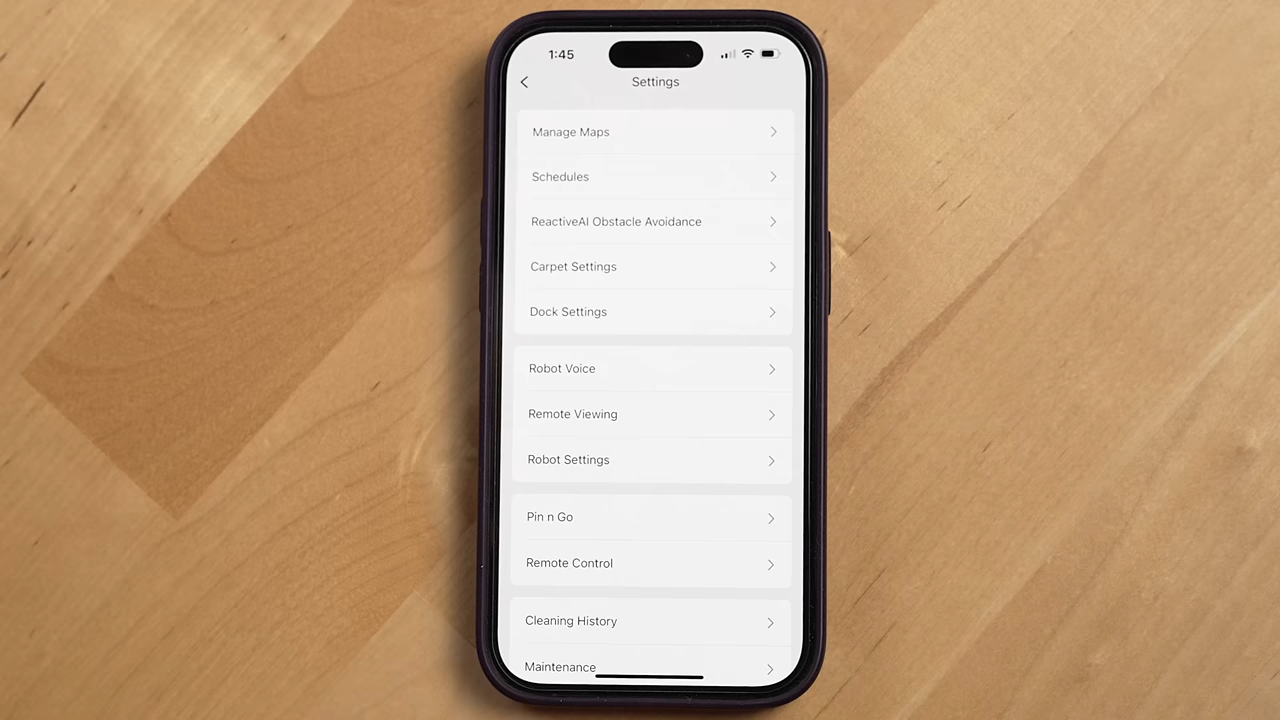 1:45
Settings
Manage Maps
Schedules
ReactiveAI Obstacle Avoidance
Carpet Settings
Dock Settings
Robot Voice
Remote Viewing
Robot Settings
Pin n Go
Remote Control
Cleaning History
Maintenance